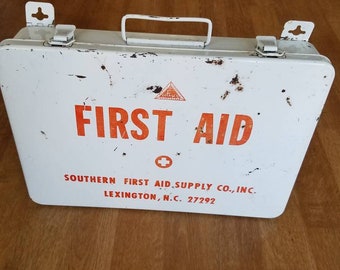 FIRST AID
SOUTHERN FIRST AID SUPPLY CO., INC.
LEXINGTON, N.C. 27292